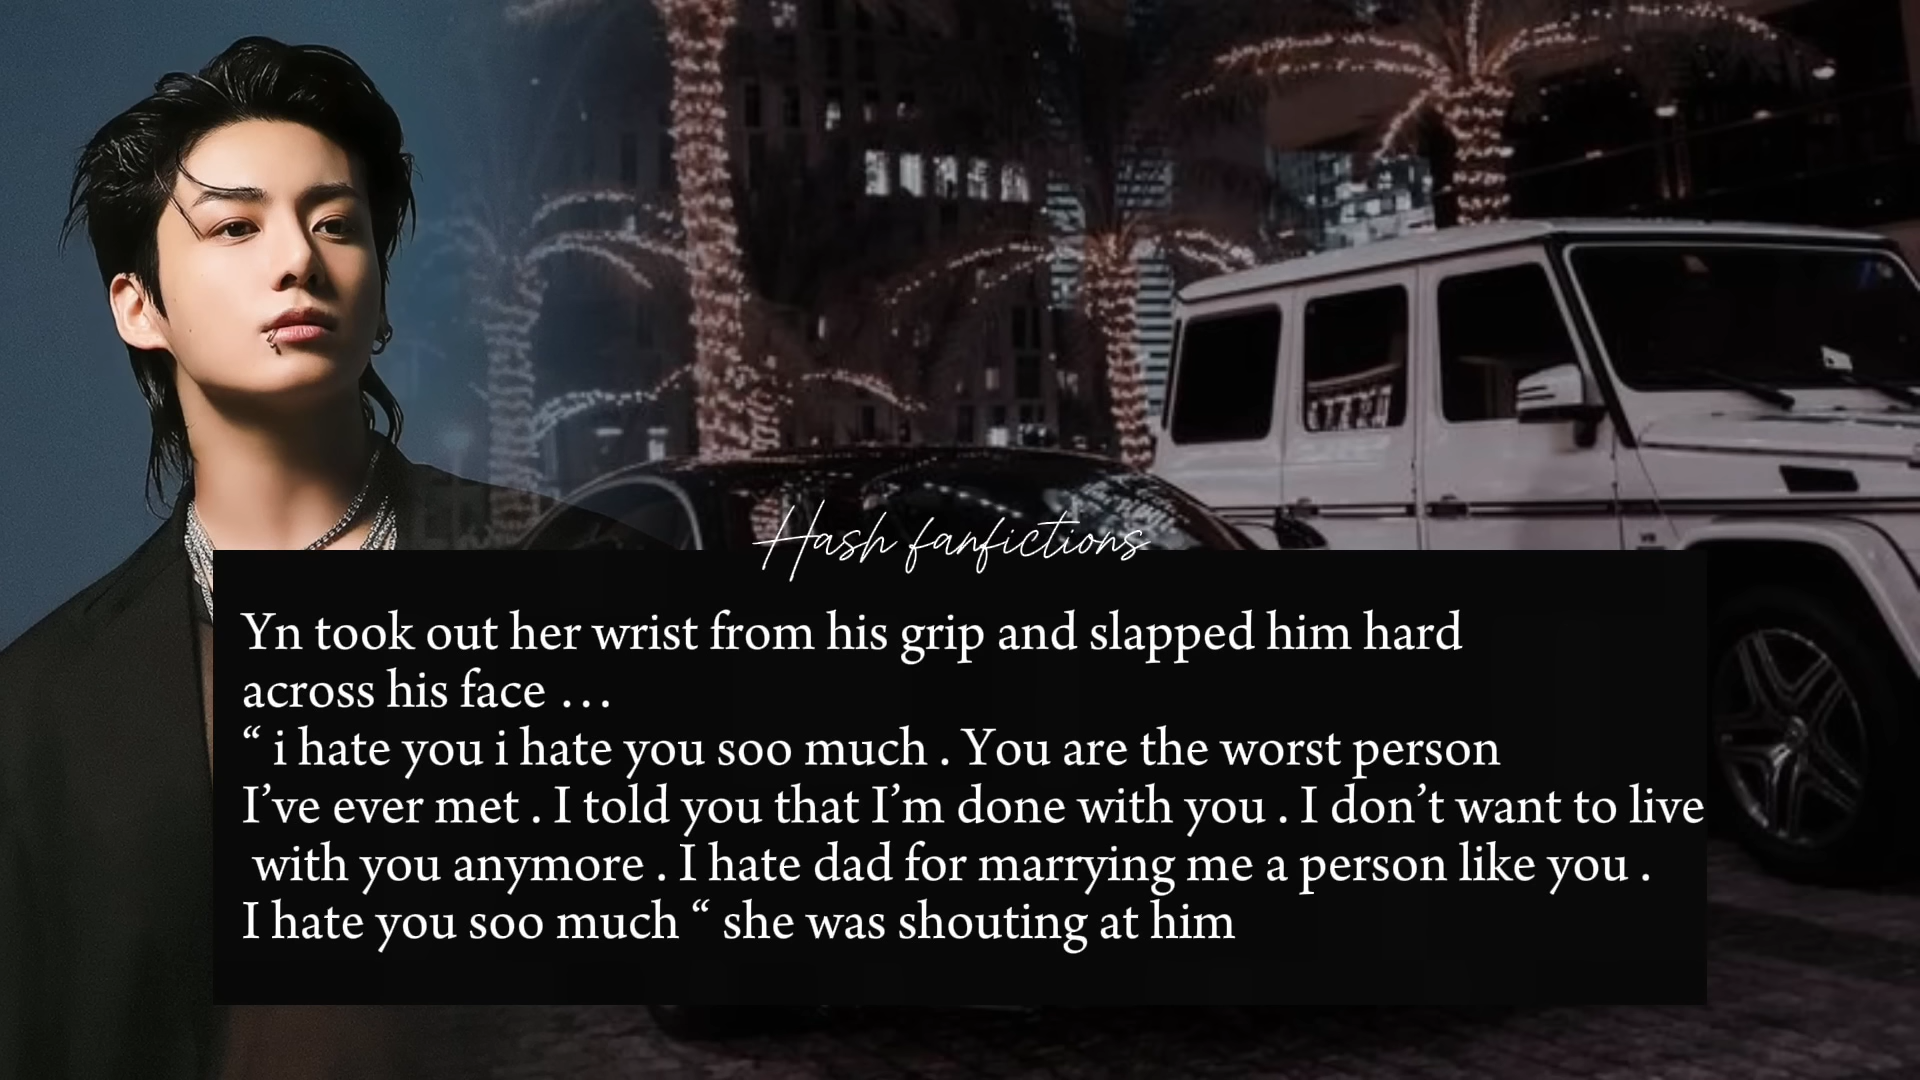 Hash fanfictions
Yn took out her wrist from his grip and slapped him hard
across his face …
“ i hate you i hate you soo much . You are the worst person
I’ve ever met . I told you that I’m done with you . I don’t want to live
with you anymore . I hate dad for marrying me a person like you .
I hate you soo much “ she was shouting at him